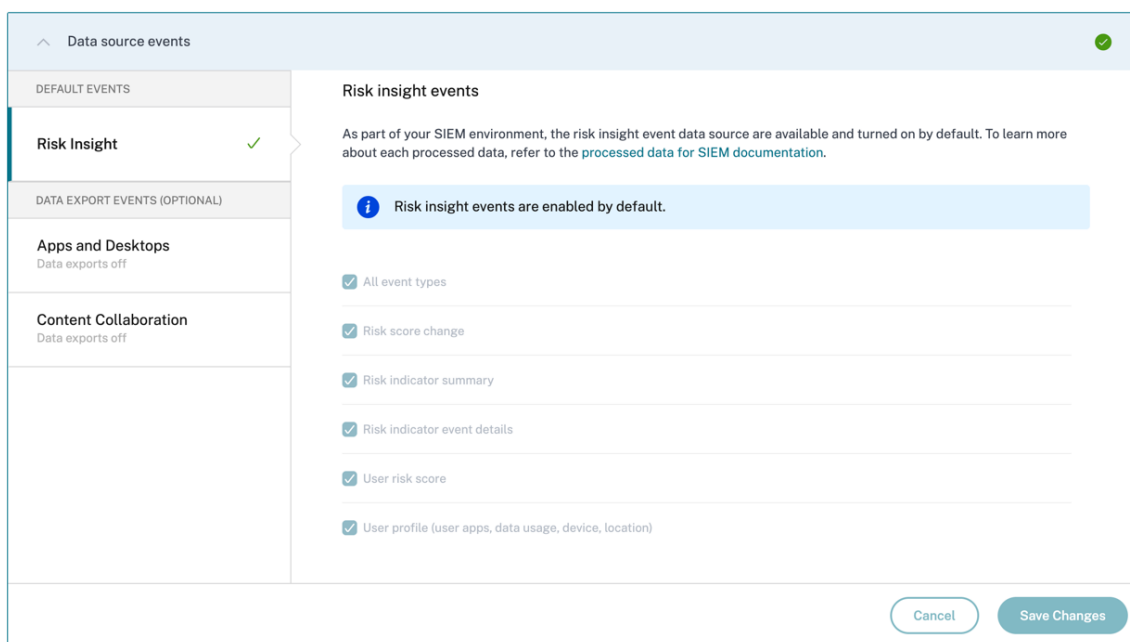 Data source events
DEFAULT EVENTS
Risk Insight
DATA EXPORT EVENTS (OPTIONAL)
Apps and Desktops
Data exports off
Content Collaboration
Data exports off
Risk insight events
As part of your SIEM environment, the risk insight event data source are available and turned on by default. To learn more
about each processed data, refer to the processed data for SIEM documentation.
Risk insight events are enabled by default.
All event types
Risk score change
Risk indicator summary
Risk indicator event details
User risk score
User profile (user apps, data usage, device, location)
Cancel
Save Changes